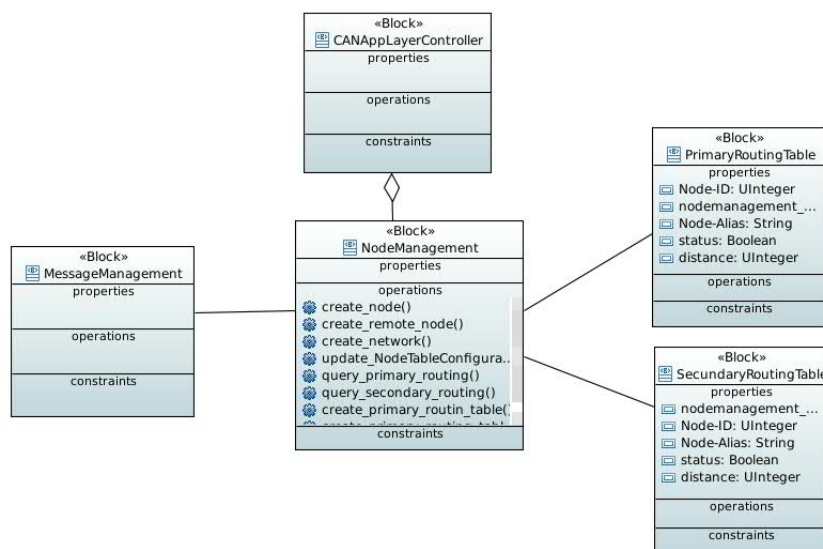 «Block»
CANAppLayerController
properties
operations
constraints
«Block»
MessageManagement
properties
operations
constraints
«Block»
NodeManagement
properties
operations
create_node()
create_remote_node()
create_network()
update_NodeTableConfigura...
query_primary_routing()
query_secondary_routing()
create_primary_routin_table()
constraints
«Block»
PrimaryRoutingTable
properties
Node-ID: UInteger
nodemanagement_...
Node-Alias: String
status: Boolean
distance: UInteger
operations
constraints
«Block»
SecundaryRoutingTable
properties
nodemanagement_...
Node-ID: UInteger
Node-Alias: String
status: Boolean
distance: UInteger
operations
constraints